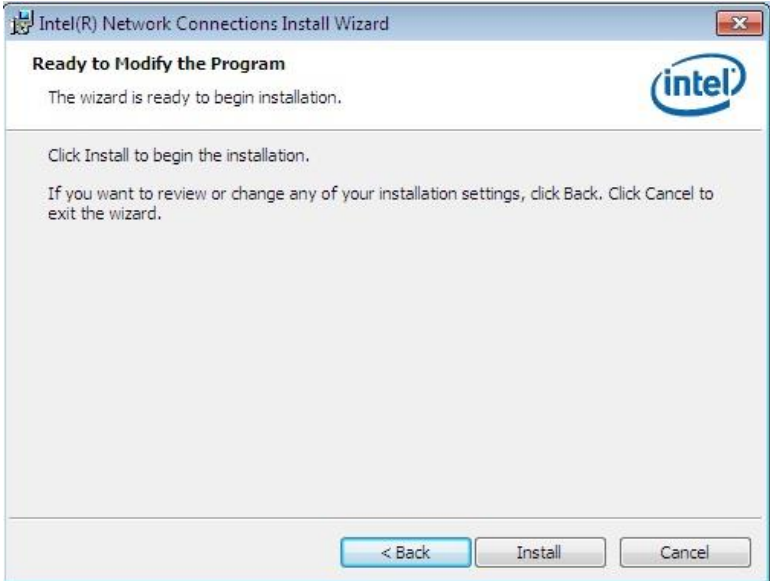 Intel(R) Network Connections Install Wizard
Ready to Modify the Program
The wizard is ready to begin installation.
intel
Click Install to begin the installation.
If you want to review or change any of your installation settings, click Back. Click Cancel to
exit the wizard.
< Back
Install
Cancel